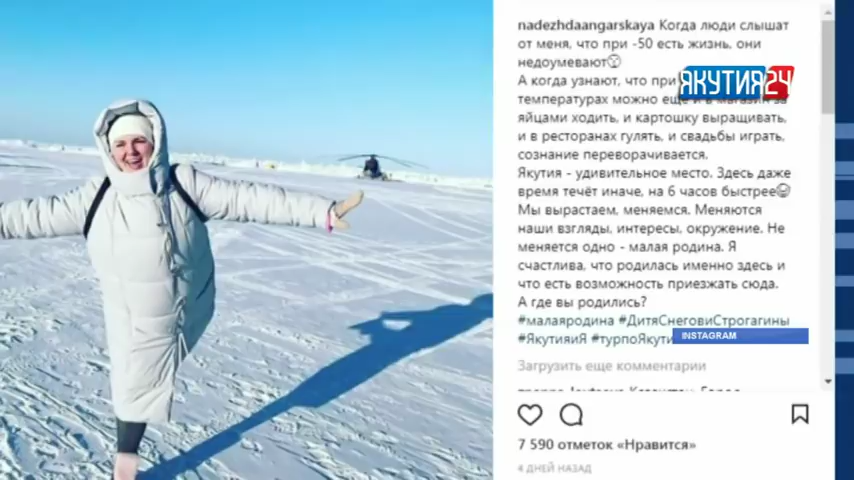 nadezhdaangarskaya Когда люди слышат
от меня, что при -50 есть жизнь, они
недоумевают
А когда узнают, что при
ЯКУТИЯ24
температурах можно еще и в магазин за
яйцами ходить, и картошку выращивать,
и в ресторанах гулять, и свадьбы играть,
сознание переворачивается.
Якутия - удивительное место. Здесь даже
время течёт иначе, на 6 часов быстрее
Мы вырастаем, меняемся. Меняются
наши взгляды, интересы, окружение. Не
меняется одно - малая родина. Я
счастлива, что родилась именно здесь и
что есть возможность приезжать сюда.
А где вы родились?
#малаяродина #ДитяСнеговиСтрогагины
#ЯкутияиЯ #турпоЯкути
INSTAGRAM
Загрузить еще комментарии
7 590 отметок «Нравится»
4 ДНЕЙ НАЗАД